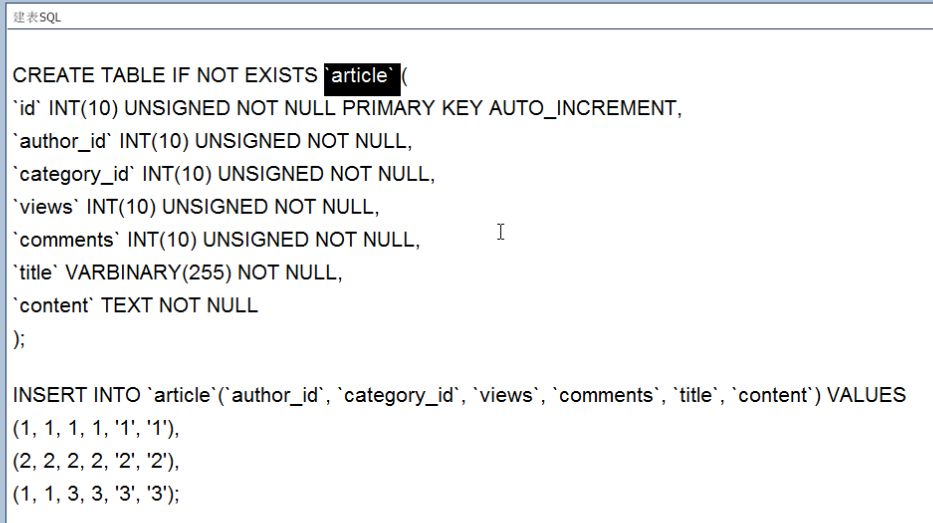 建表SQL
CREATE TABLE IF NOT EXISTS `article` (
`id` INT(10) UNSIGNED NOT NULL PRIMARY KEY AUTO_INCREMENT,
`author_id` INT(10) UNSIGNED NOT NULL,
`category_id` INT(10) UNSIGNED NOT NULL,
`views` INT(10) UNSIGNED NOT NULL,
`comments` INT(10) UNSIGNED NOT NULL,
`title` VARBINARY(255) NOT NULL,
`content` TEXT NOT NULL
);
INSERT INTO `article`(`author_id`, `category_id`, `views`, `comments`, `title`, `content`) VALUES
(1, 1, 1, 1, '1', '1'),
(2, 2, 2, 2, '2', '2'),
(1, 1, 3, 3, '3', '3');